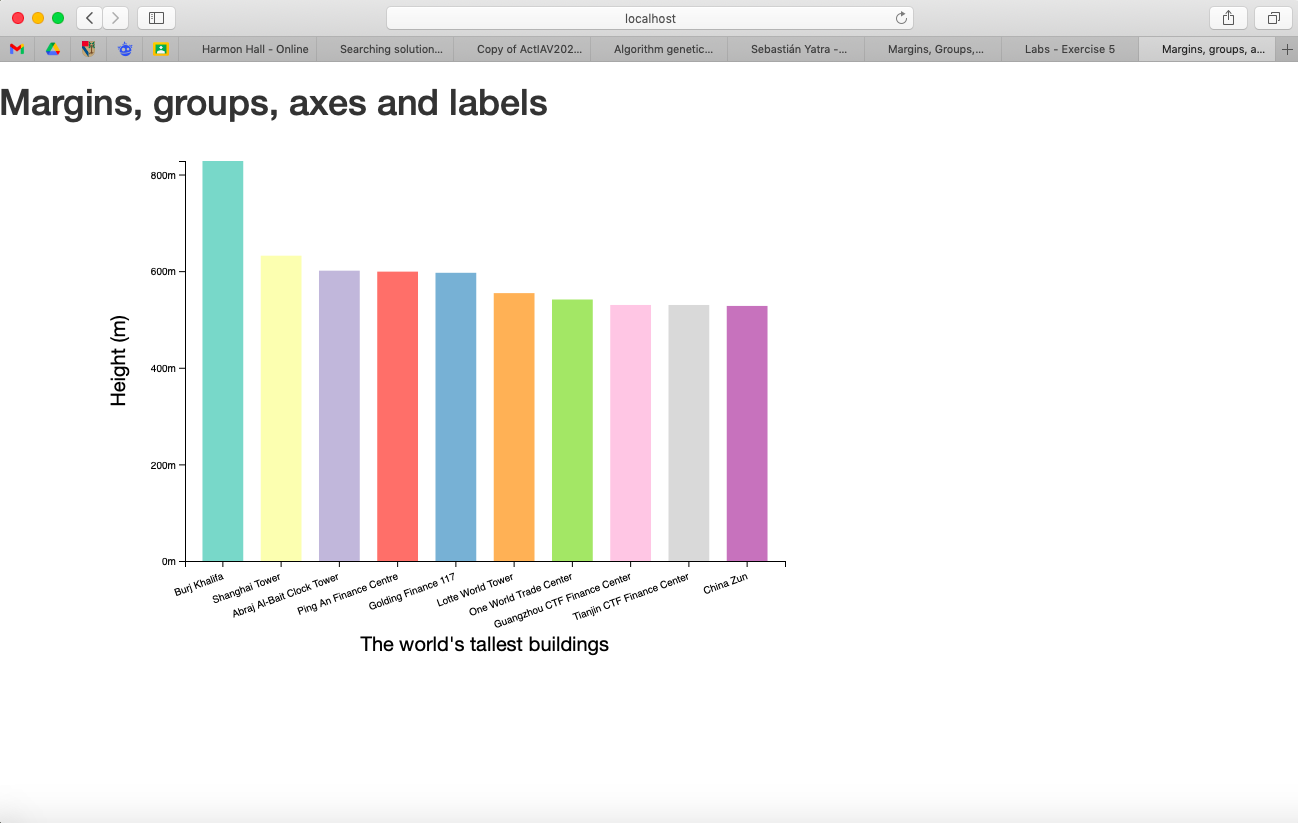 localhost
Harmon Hall - Online
Searching solution...
Copy of ActIAV202...
Algorithm genetic...
Sebastián Yatra -...
Margins, Groups,...
Labs - Exercise 5
Margins, groups, a...
Margins, groups, axes and labels
800m
600m
400m
200m
0m
Height (m)
Burj Khalifa
Shanghai Tower
Abraj Al-Bait Clock Tower
Ping An Finance Centre
Golding Finance 117
Lotte World Tower
One World Trade Center
Guangzhou CTF Finance Center
Tianjin CTF Finance Center
China Zun
The world's tallest buildings